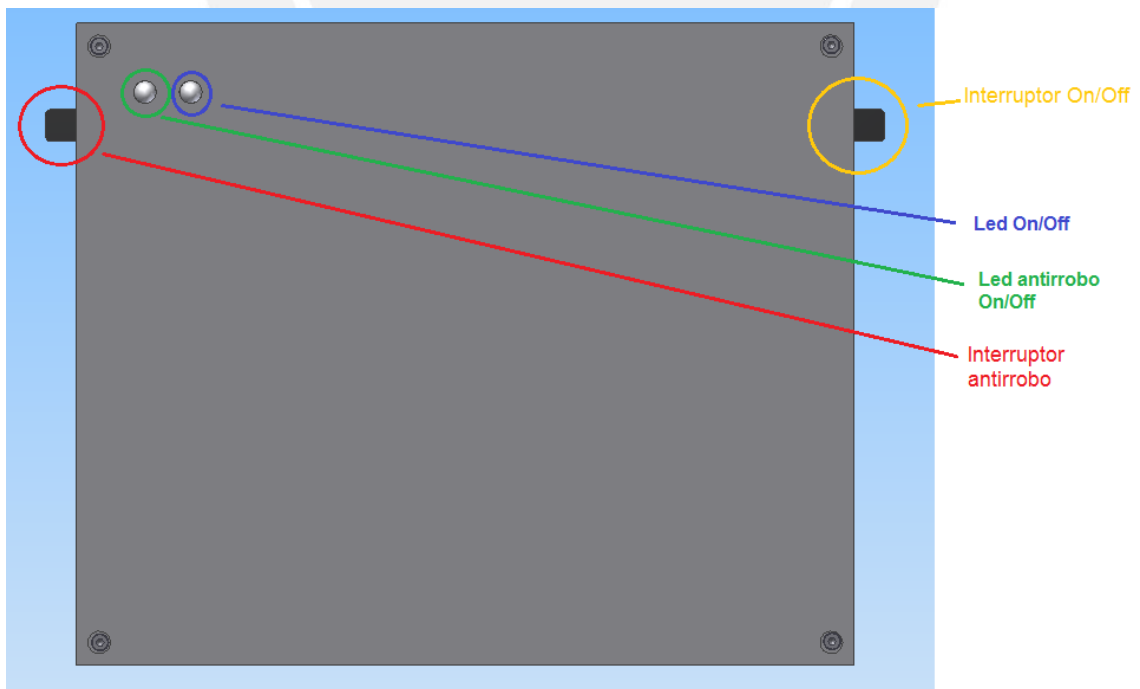 Interruptor On/Off
Led On/Off
Led antirrobo
On/Off
Interruptor
antirrobo